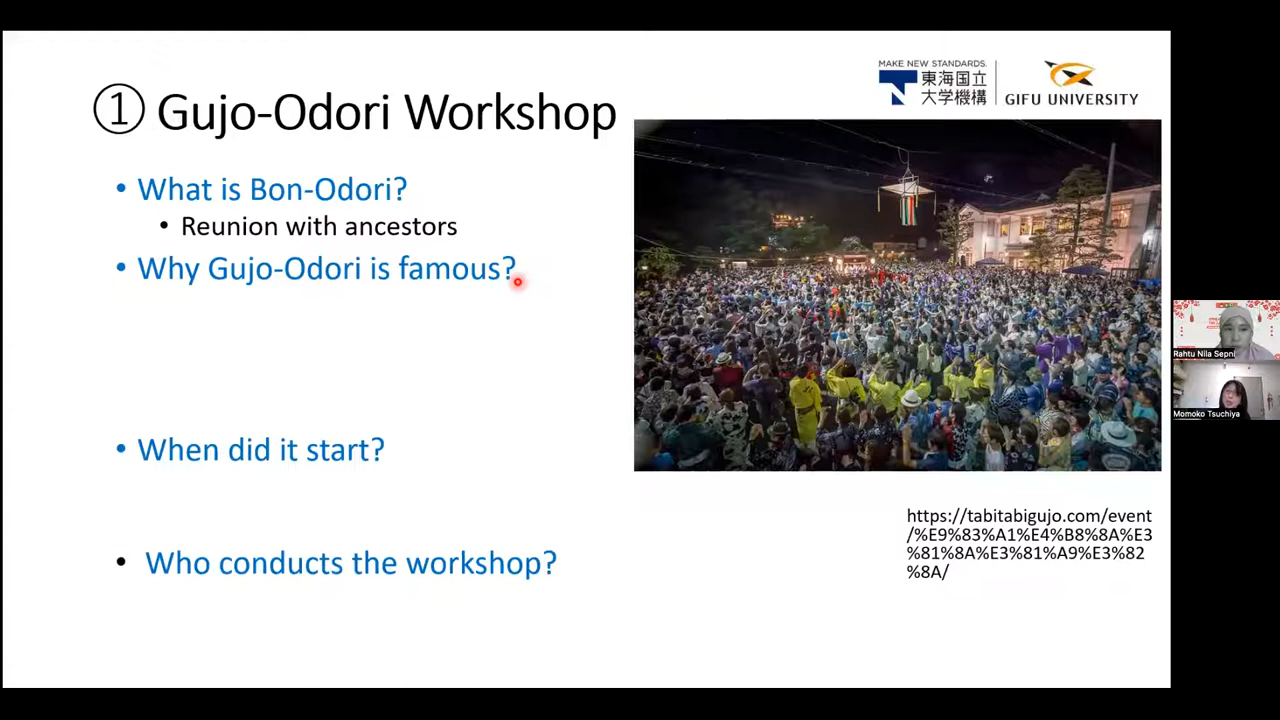 ① Gujo-Odori Workshop
MAKE NEW STANDARDS.
東海国立
大学機構
GIFU UNIVERSITY
• What is Bon-Odori?
• Reunion with ancestors
• Why Gujo-Odori is famous?
• When did it start?
• Who conducts the workshop?
https://tabitabigujo.com/event
/%E9%83%A1%E4%B8%8A%E3
%81%8A%E3%81%A9%E3%82
%8A/
Rahtu Nila Sepni
Momoko Tsuchiya